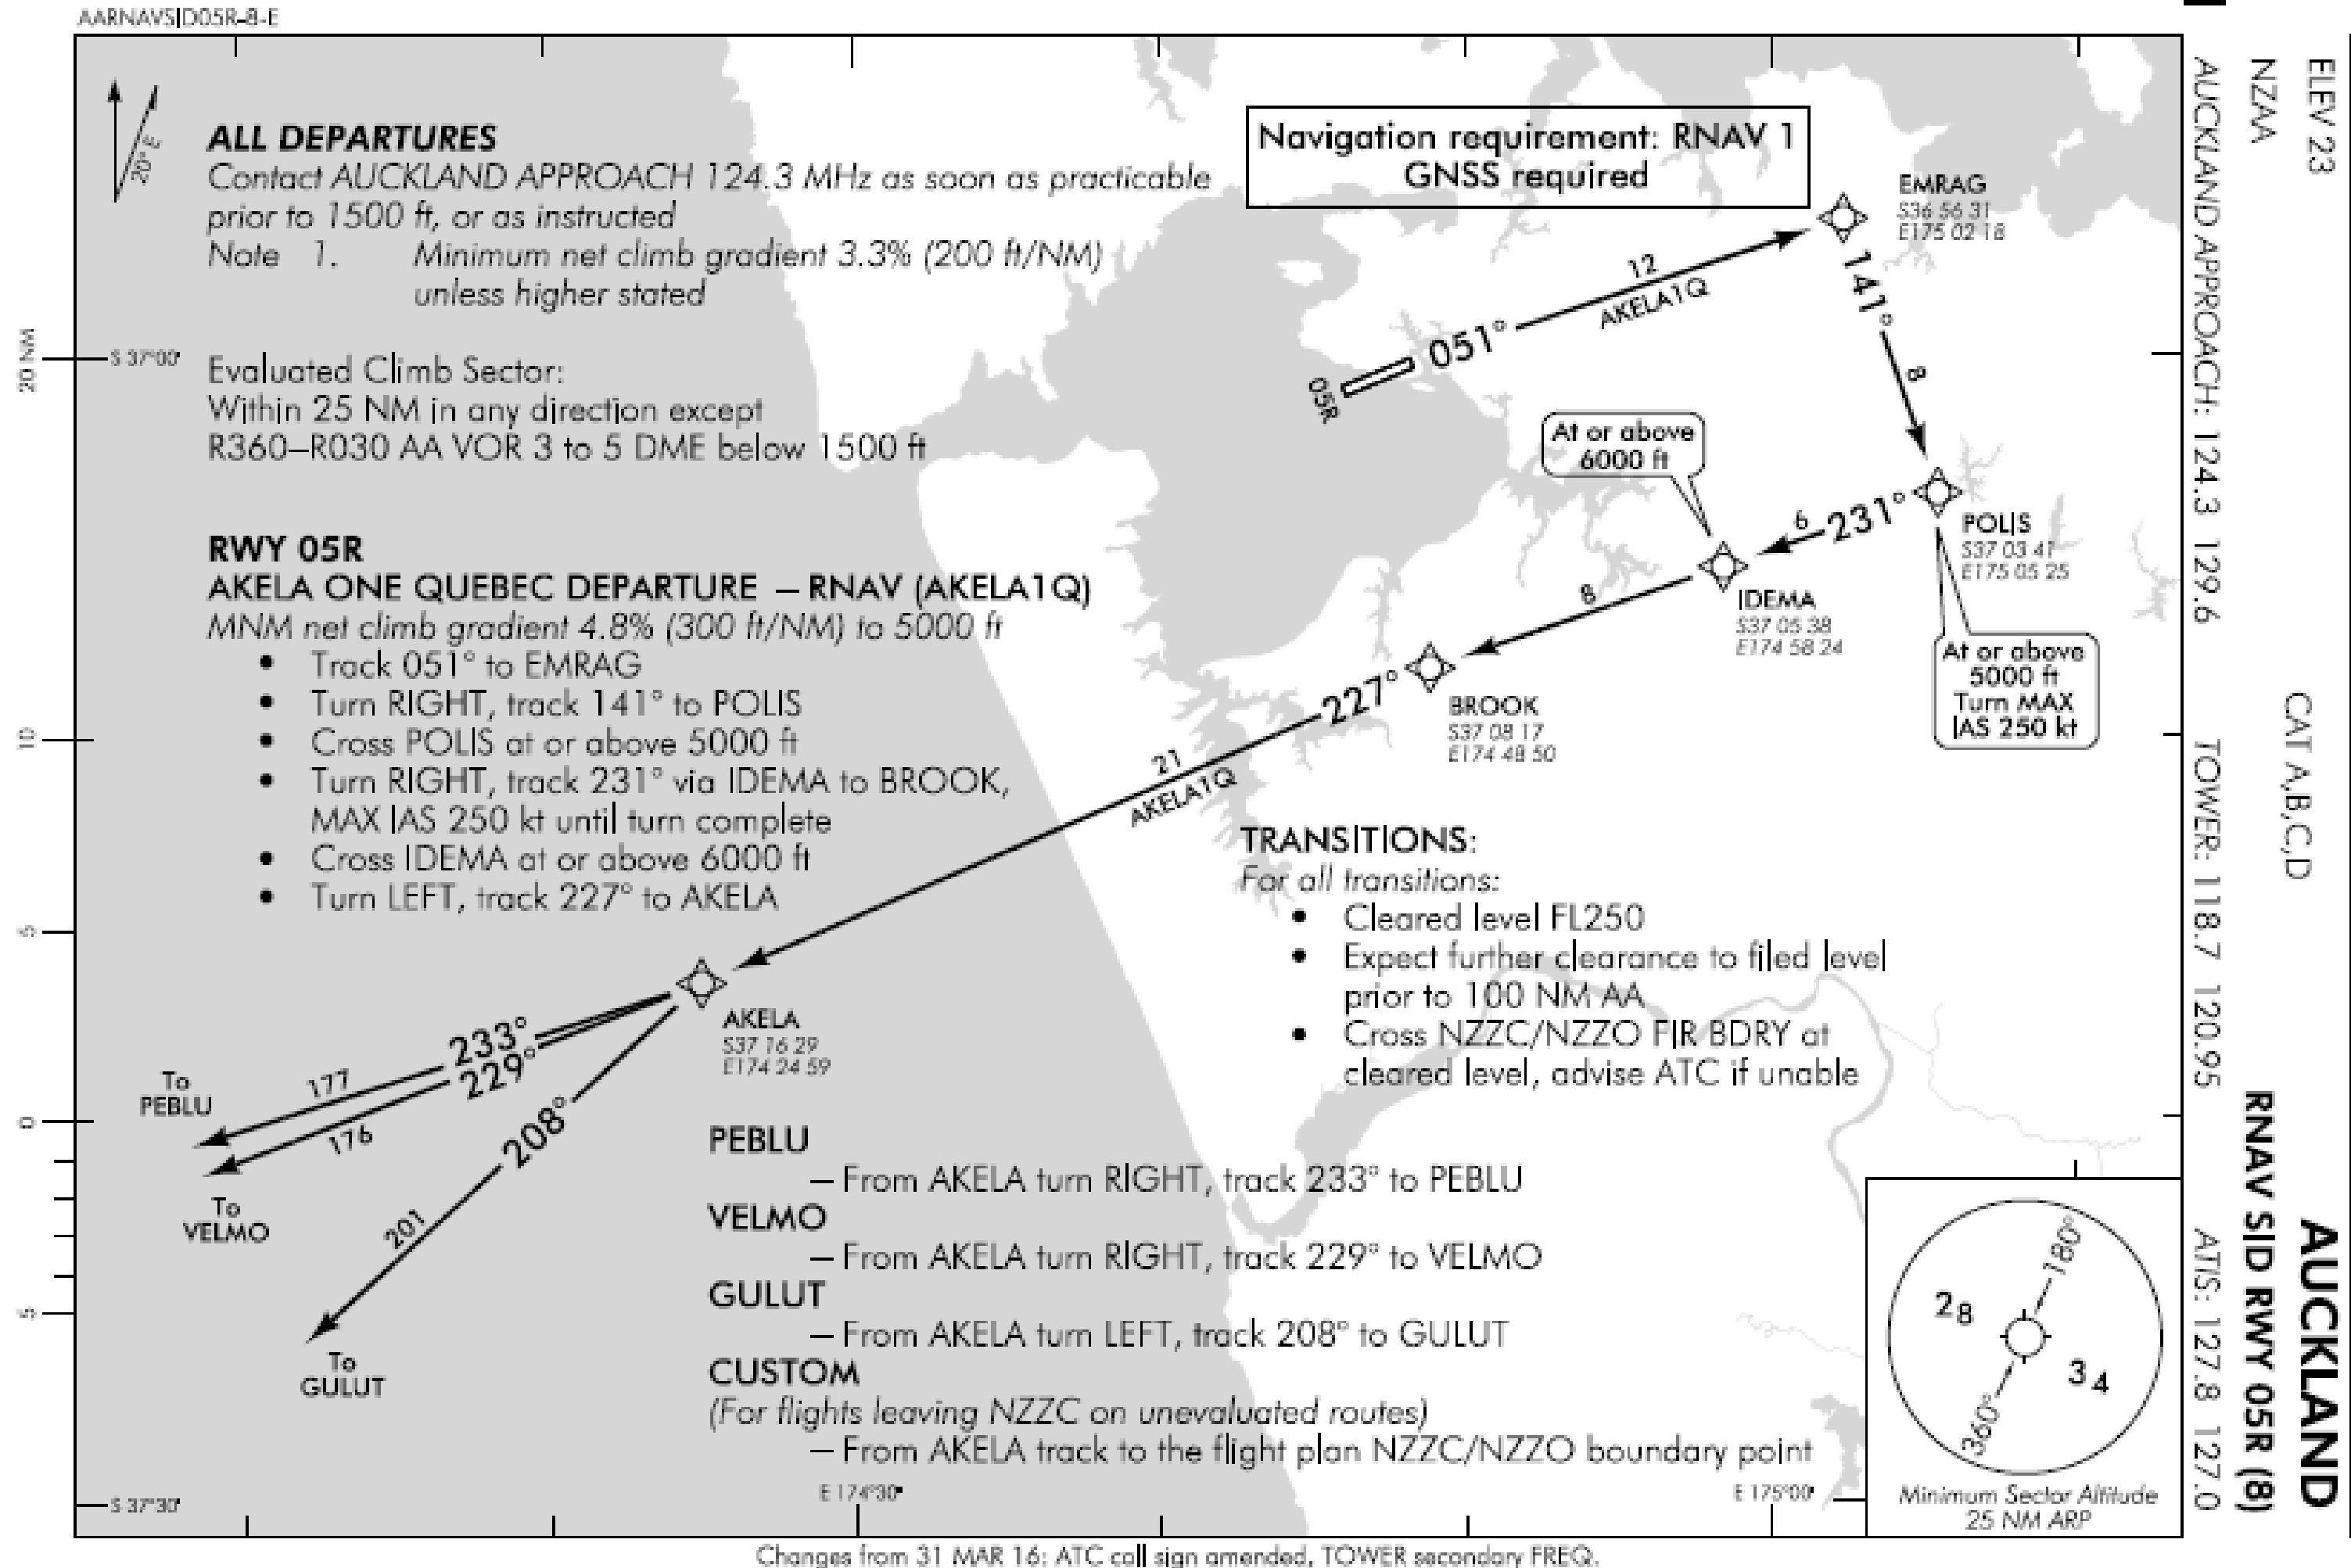 AARNAVSID05R-8-E
20° E
ALL DEPARTURES
Contact AUCKLAND APPROACH 124.3 MHz as soon as practicable
prior to 1500 ft, or as instructed
Note 1. Minimum net climb gradient 3.3% (200 ft/NM)
unless higher stated
Navigation requirement: RNAV 1
GNSS required
EMRAG
S36 56 31
E175 02 18
12
AKELA1Q
051°
05R
141°
8
20 NM
S 37°00'
Evaluated Climb Sector:
Within 25 NM in any direction except
R360–R030 AA VOR 3 to 5 DME below 1500 ft
At or above
6000 ft
6
231°
POLIS
S37 03 41
E175 05 25
At or above
5000 ft
Turn MAX
IAS 250 kt
IDEMA
S37 05 38
E174 58 24
8
BROOK
S37 08 17
E174 48 50
227°
21
AKELA1Q
RWY 05R
AKELA ONE QUEBEC DEPARTURE – RNAV (AKELA1Q)
MNM net climb gradient 4.8% (300 ft/NM) to 5000 ft
• Track 051° to EMRAG
• Turn RIGHT, track 141° to POLIS
• Cross POLIS at or above 5000 ft
• Turn RIGHT, track 231° via IDEMA to BROOK,
MAX IAS 250 kt until turn complete
• Cross IDEMA at or above 6000 ft
• Turn LEFT, track 227° to AKELA
10
5
0
5
TRANSITIONS:
For all transitions:
• Cleared level FL250
• Expect further clearance to filed level
prior to 100 NM AA
• Cross NZZC/NZZO FIR BDRY at
cleared level, advise ATC if unable
AKELA
S37 16 29
E174 24 59
233°
229°
208°
177
176
201
To
PEBLU
To
VELMO
To
GULUT
PEBLU
– From AKELA turn RIGHT, track 233° to PEBLU
VELMO
– From AKELA turn RIGHT, track 229° to VELMO
GULUT
– From AKELA turn LEFT, track 208° to GULUT
CUSTOM
(For flights leaving NZZC on unevaluated routes)
– From AKELA track to the flight plan NZZC/NZZO boundary point
S 37°30'
E 174°30'
E 175°00'
180°
360°
28
34
Minimum Sector Altitude
25 NM ARP
Changes from 31 MAR 16: ATC call sign amended, TOWER secondary FREQ.
ELEV 23
CAT A,B,C,D
AUCKLAND
NZAA
RNAV SID RWY 05R (8)
AUCKLAND APPROACH: 124.3 129.6 TOWER: 118.7 120.95 ATIS: 127.8 127.0